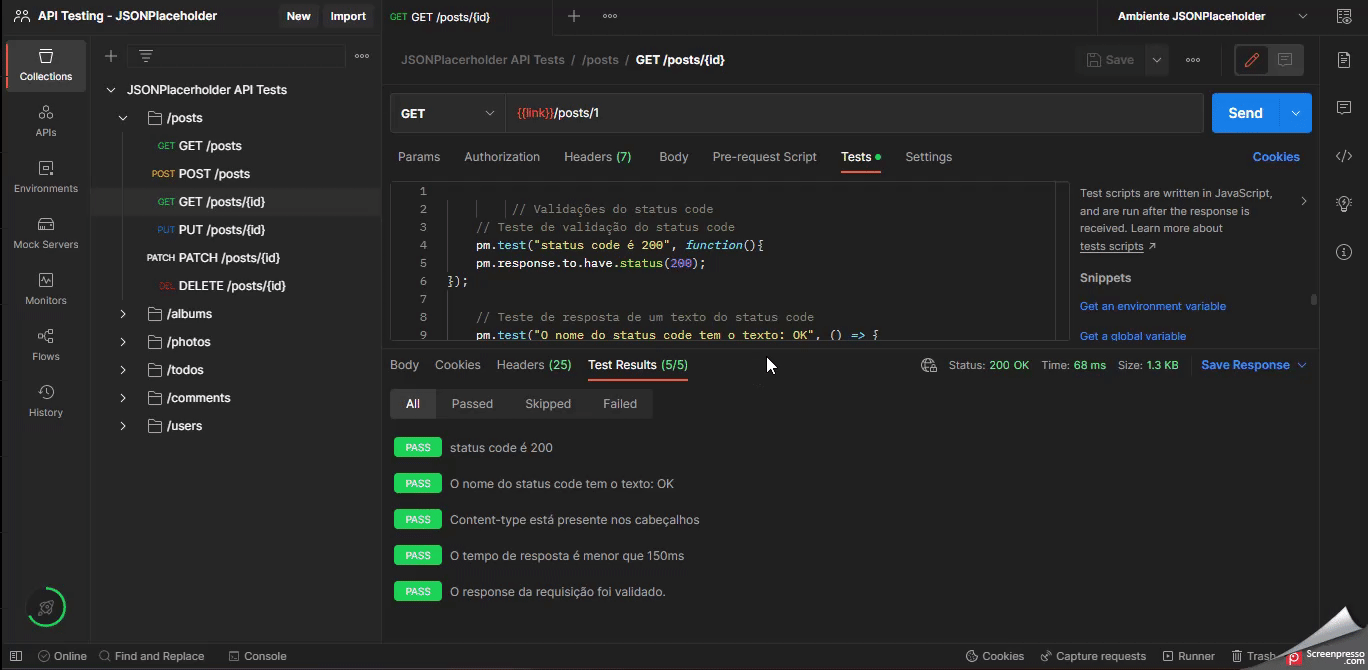 API Testing - JSONPlaceholder
New
Import
GET GET /posts/{id}
Ambiente JSONPlaceholder
Collections
APIs
Environments
Mock Servers
Monitors
Flows
History
JSONPlacerholder API Tests
/posts
GET GET /posts
POST POST /posts
GET GET /posts/{id}
PUT PUT /posts/{id}
PATCH PATCH /posts/{id}
DEL DELETE /posts/{id}
/albums
/photos
/todos
/comments
/users
JSONPlacerholder API Tests / /posts / GET /posts/{id}
Save
GET
{{link}}/posts/1
Send
Params
Authorization
Headers (7)
Body
Pre-request Script
Tests
Settings
Cookies
1
2 // Validações do status code
3 // Teste de validação do status code
4 pm.test("status code é 200", function(){
5 pm.response.to.have.status(200);
6 });
7
8 // Teste de resposta de um texto do status code
9 pm.test("O nome do status code tem o texto: OK", () => {
Test scripts are written in JavaScript,
and are run after the response is
received. Learn more about
tests scripts ↗
Snippets
Get an environment variable
Get a global variable
Body
Cookies
Headers (25)
Test Results (5/5)
Status: 200 OK
Time: 68 ms
Size: 1.3 KB
Save Response
All
Passed
Skipped
Failed
PASS status code é 200
PASS O nome do status code tem o texto: OK
PASS Content-type está presente nos cabeçalhos
PASS O tempo de resposta é menor que 150ms
PASS O response da requisição foi validado.
Online
Find and Replace
Console
Cookies
Capture requests
Runner
Trash
Screenpresso
.com